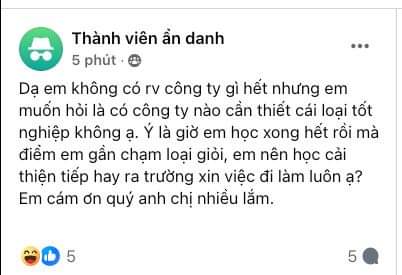 Thành viên ẩn danh
5 phút ·
Dạ em không có rv công ty gì hết nhưng em
muốn hỏi là có công ty nào cần thiết cái loại tốt
nghiệp không ạ. Ý là giờ em học xong hết rồi mà
điểm em gần chạm loại giỏi, em nên học cải
thiện tiếp hay ra trường xin việc đi làm luôn ạ?
Em cám ơn quý anh chị nhiều lắm.
5 5